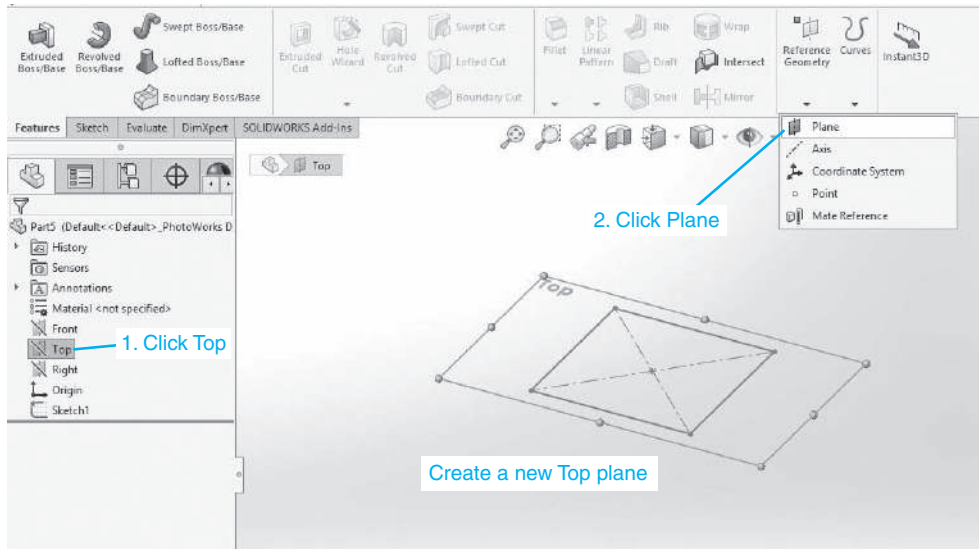 Extruded Boss/Base
Revolved Boss/Base
Swept Boss/Base
Lofted Boss/Base
Boundary Boss/Base
Extruded Cut
Hole Wizard
Revolved Cut
Swept Cut
Lofted Cut
Boundary Cut
Fillet
Linear Pattern
Rib
Draft
Shell
Wrap
Intersect
Mirror
Reference Geometry
Curves
Instant3D
Features
Sketch
Evaluate
DimXpert
SOLIDWORKS Add-Ins
Plane
Axis
Coordinate System
Point
Mate Reference
Top
2. Click Plane
Part5 (Default<<Default>_PhotoWorks D
History
Sensors
Annotations
Material <not specified>
Front
Top
Right
Origin
Sketch1
1. Click Top
Top
Create a new Top plane